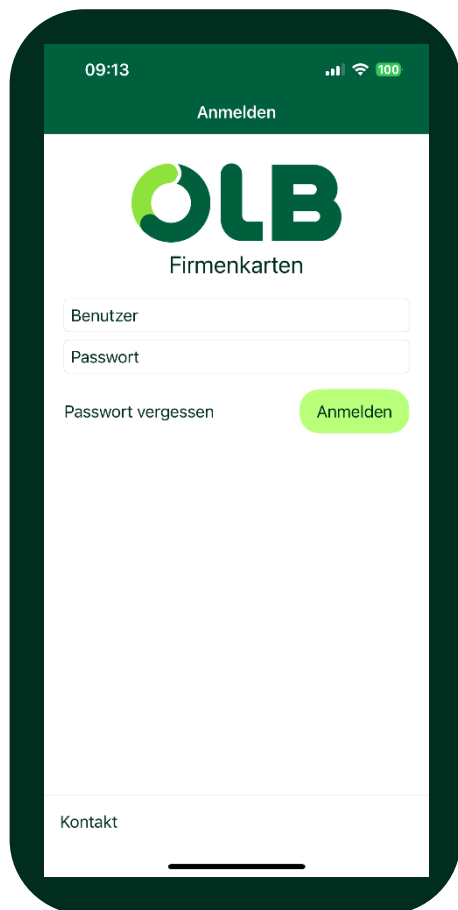 09:13
100
Anmelden
OLB
Firmenkarten
Benutzer
Passwort
Passwort vergessen
Anmelden
Kontakt